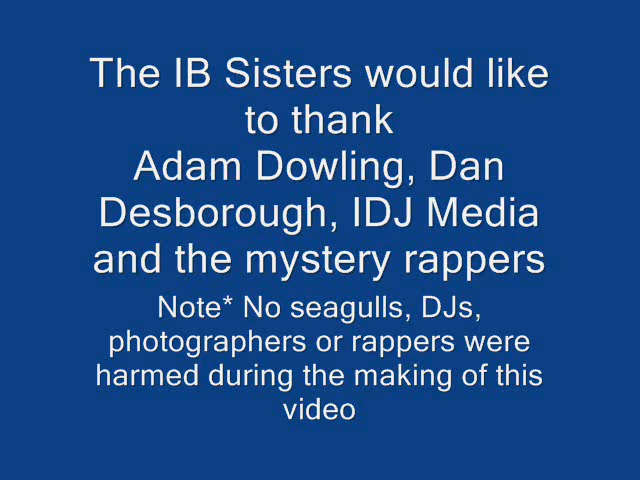 The IB Sisters would like
to thank
Adam Dowling, Dan
Desborough, IDJ Media
and the mystery rappers
Note* No seagulls, DJs,
photographers or rappers were
harmed during the making of this
video